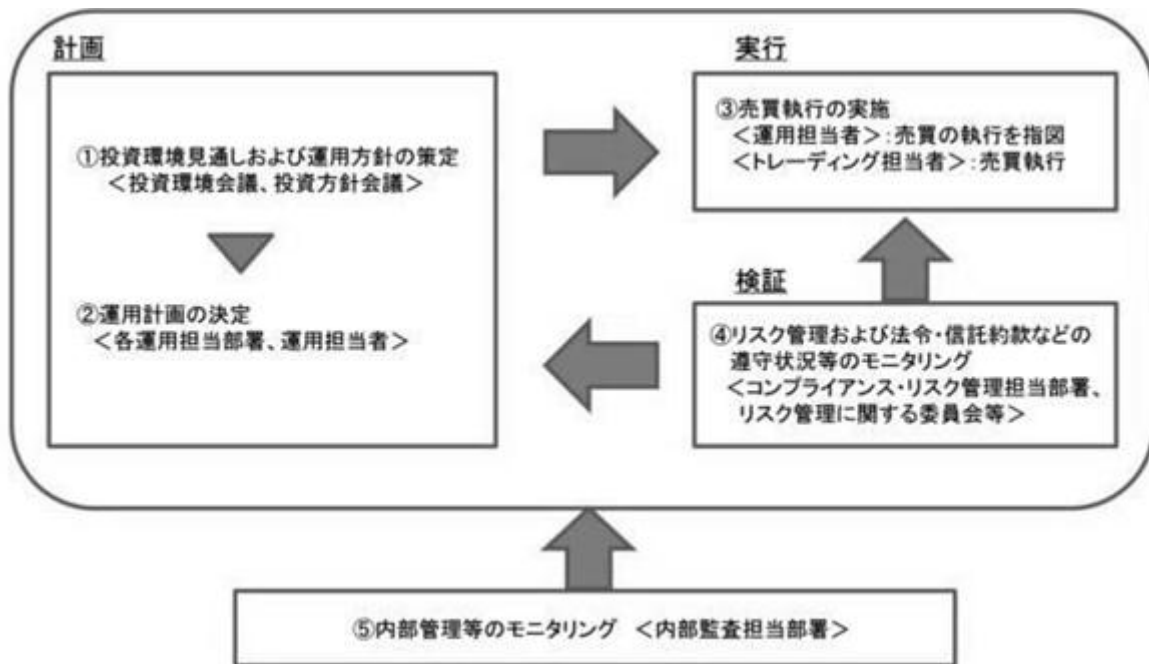 計画
①投資環境見通しおよび運用方針の策定
＜投資環境会議、投資方針会議＞
②運用計画の決定
＜各運用担当部署、運用担当者＞
実行
③売買執行の実施
＜運用担当者＞：売買の執行を指図
＜トレーディング担当者＞：売買執行
検証
④リスク管理および法令・信託約款などの
遵守状況等のモニタリング
＜コンプライアンス・リスク管理担当部署、
リスク管理に関する委員会等＞
⑤内部管理等のモニタリング ＜内部監査担当部署＞